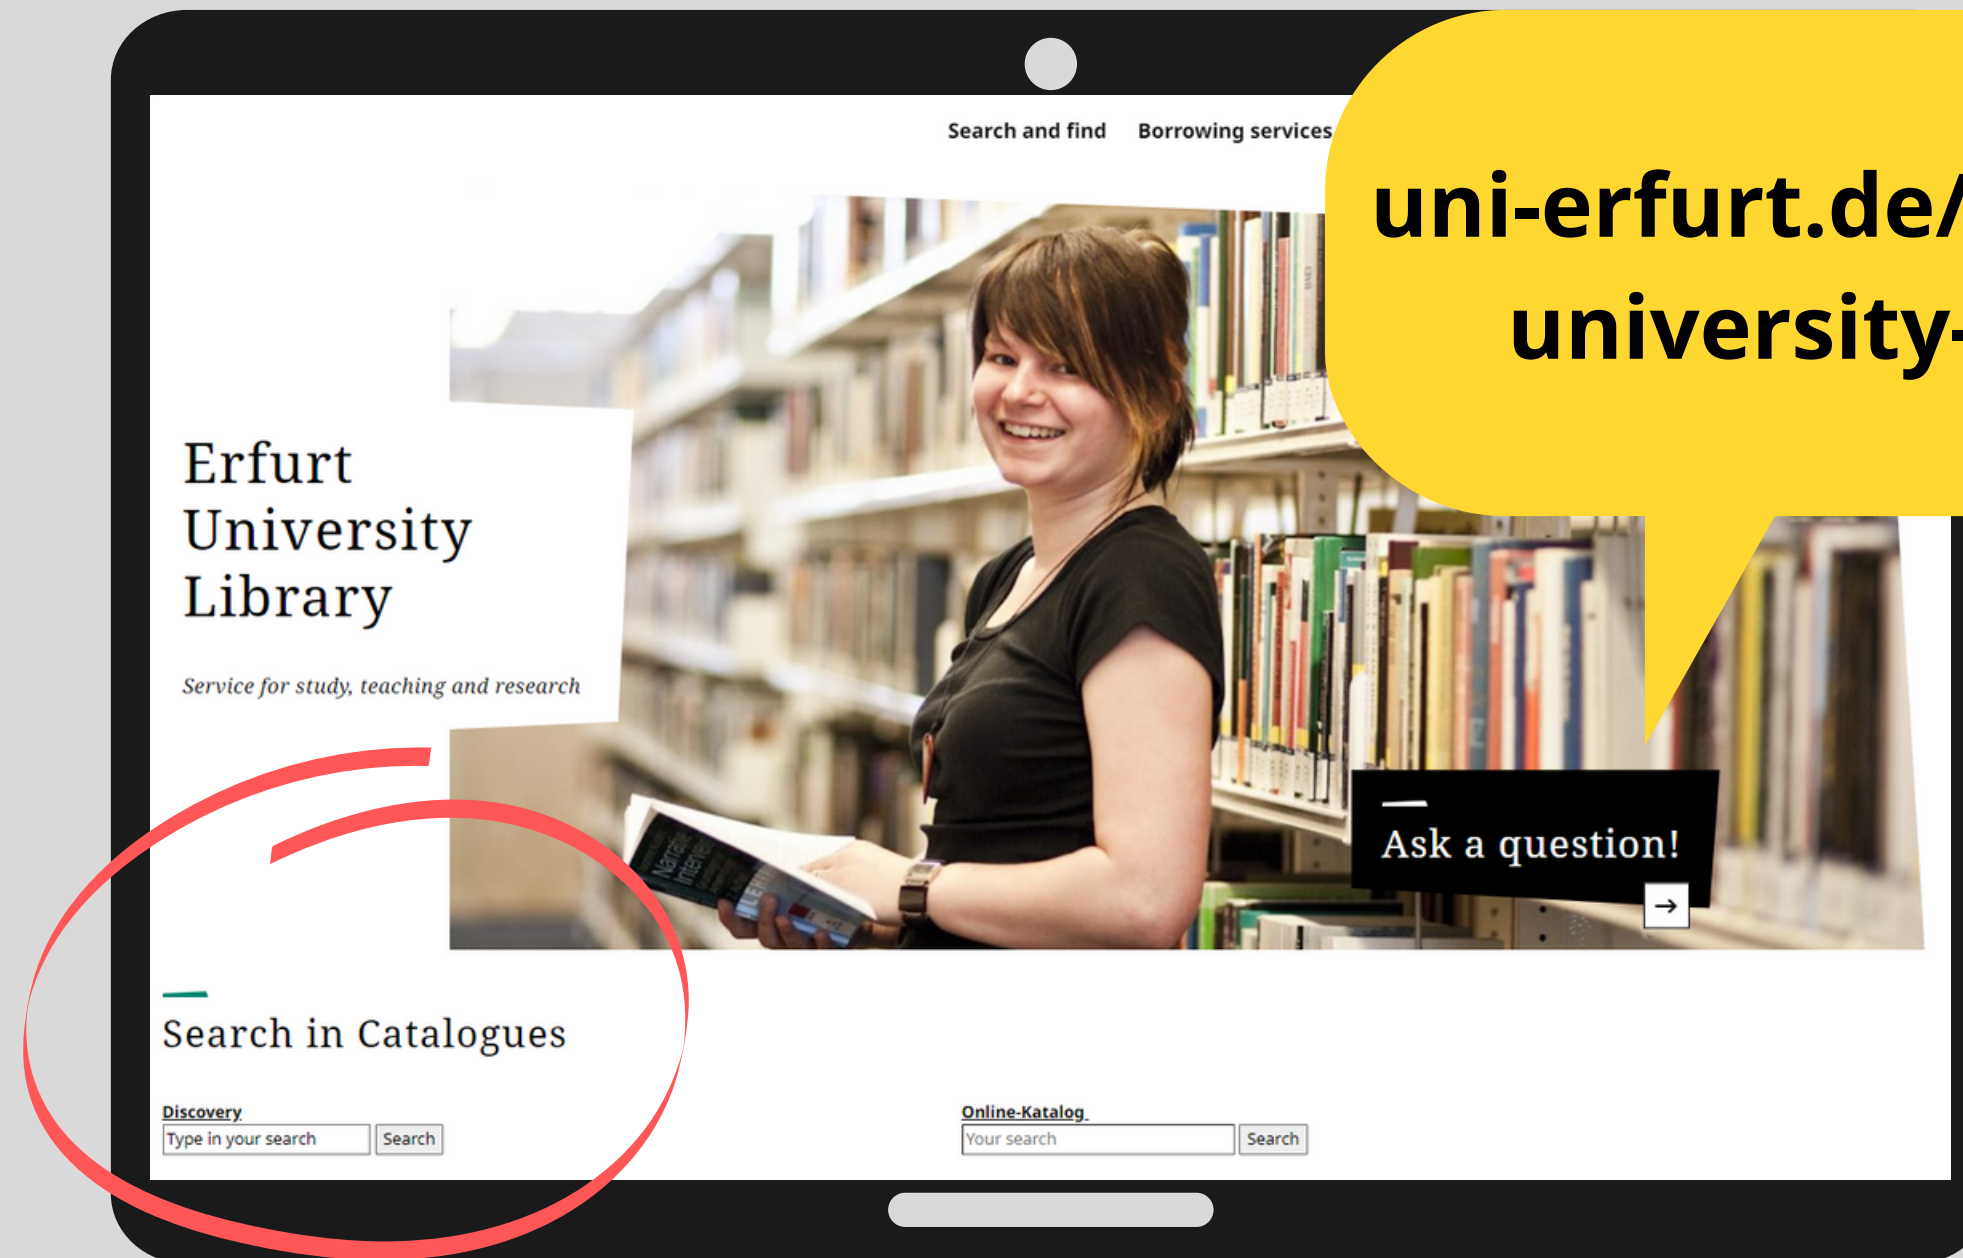 Search and find Borrowing services
uni-erfurt.de/
university-
Erfurt
University
Library
Service for study, teaching and research
Narrative
Ask a question!
→
Search in Catalogues
Discovery
Type in your search Search
Online-Katalog
Your search Search